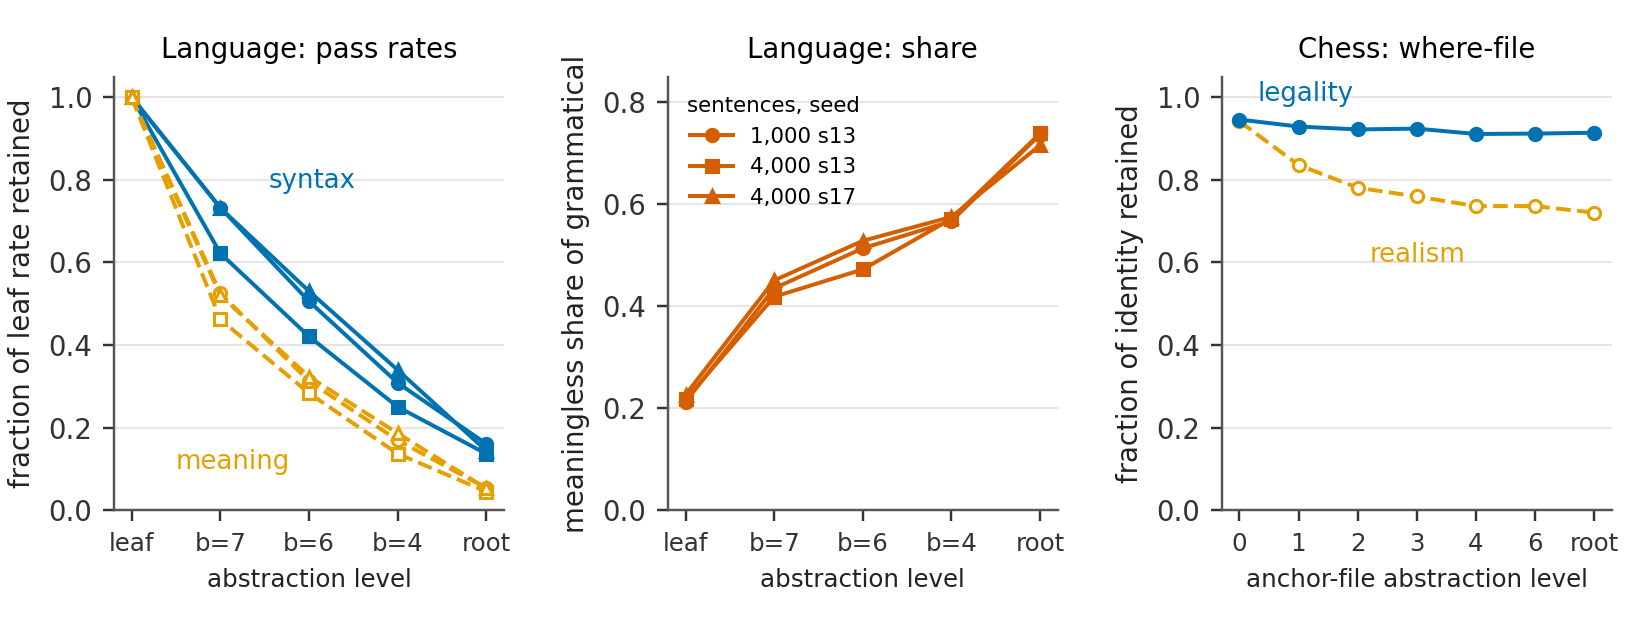 Language: pass rates
fraction of leaf rate retained
1.0
0.8
0.6
0.4
0.2
0.0
syntax
meaning
leaf b=7 b=6 b=4 root
abstraction level
Language: share
meaningless share of grammatical
0.8
0.6
0.4
0.2
0.0
sentences, seed
1,000 s13
4,000 s13
4,000 s17
leaf b=7 b=6 b=4 root
abstraction level
Chess: where-file
fraction of identity retained
1.0
0.8
0.6
0.4
0.2
0.0
legality
realism
0 1 2 3 4 6 root
anchor-file abstraction level